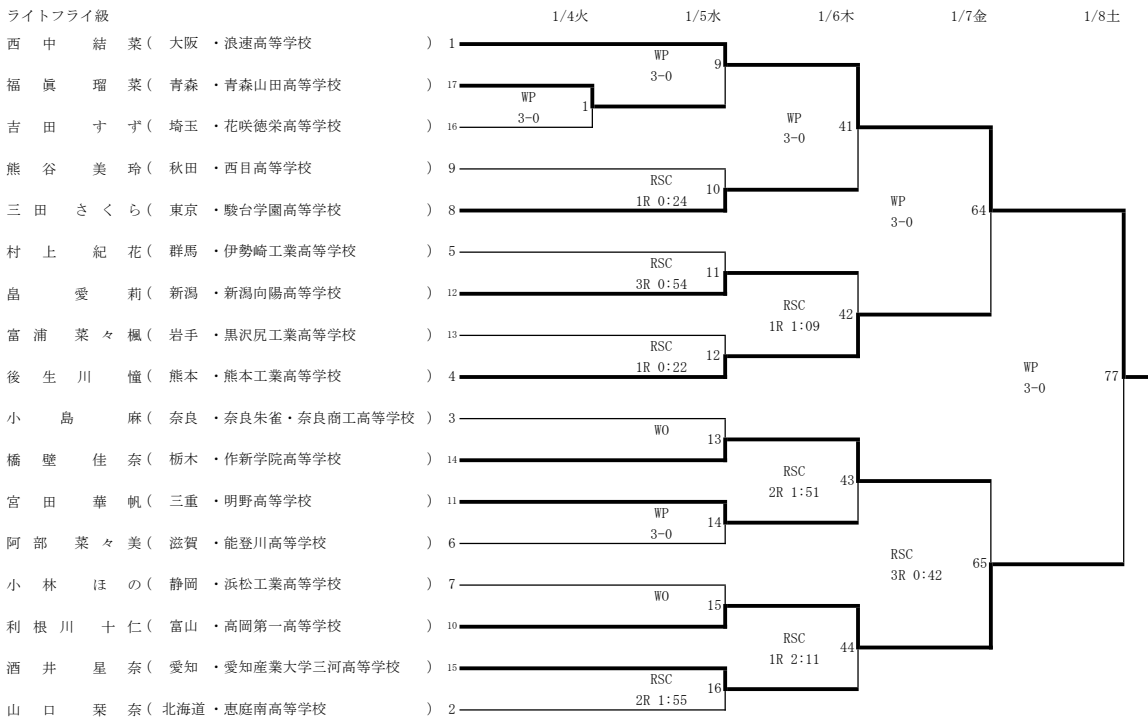 ライトフライ級 1/4火 1/5水 1/6木 1/7金 1/8土
西中結菜( 大阪 ・浪速高等学校 ) 1
WP 9
3-0
福眞瑠菜( 青森 ・青森山田高等学校 ) 17
WP 1
3-0
WP 41
3-0
吉田すず( 埼玉 ・花咲徳栄高等学校 ) 16
熊谷美玲( 秋田 ・西目高等学校 ) 9
RSC 10
1R 0:24
三田さくら( 東京 ・駿台学園高等学校 ) 8
WP 64
3-0
村上紀花( 群馬 ・伊勢崎工業高等学校 ) 5
RSC 11
3R 0:54
畠愛莉( 新潟 ・新潟向陽高等学校 ) 12
RSC 42
1R 1:09
富浦菜々楓( 岩手 ・黒沢尻工業高等学校 ) 13
RSC 12
1R 0:22
後生川憧( 熊本 ・熊本工業高等学校 ) 4
WP 77
3-0
小島麻( 奈良 ・奈良朱雀・奈良商工高等学校 ) 3
WO 13
橋壁佳奈( 栃木 ・作新学院高等学校 ) 14
RSC 43
2R 1:51
宮田華帆( 三重 ・明野高等学校 ) 11
WP 14
3-0
阿部菜々美( 滋賀 ・能登川高等学校 ) 6
RSC 65
3R 0:42
小林ほの( 静岡 ・浜松工業高等学校 ) 7
WO 15
利根川十仁( 富山 ・高岡第一高等学校 ) 10
RSC 44
1R 2:11
酒井星奈( 愛知 ・愛知産業大学三河高等学校 ) 15
RSC 16
2R 1:55
山口栞奈( 北海道 ・恵庭南高等学校 ) 2